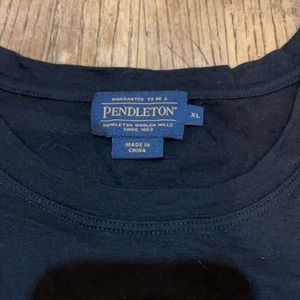 WARRANTED TO BE A
PENDLETON®
PENDLETON WOOLEN MILLS®
SINCE 1863
XL
MADE IN
CHINA